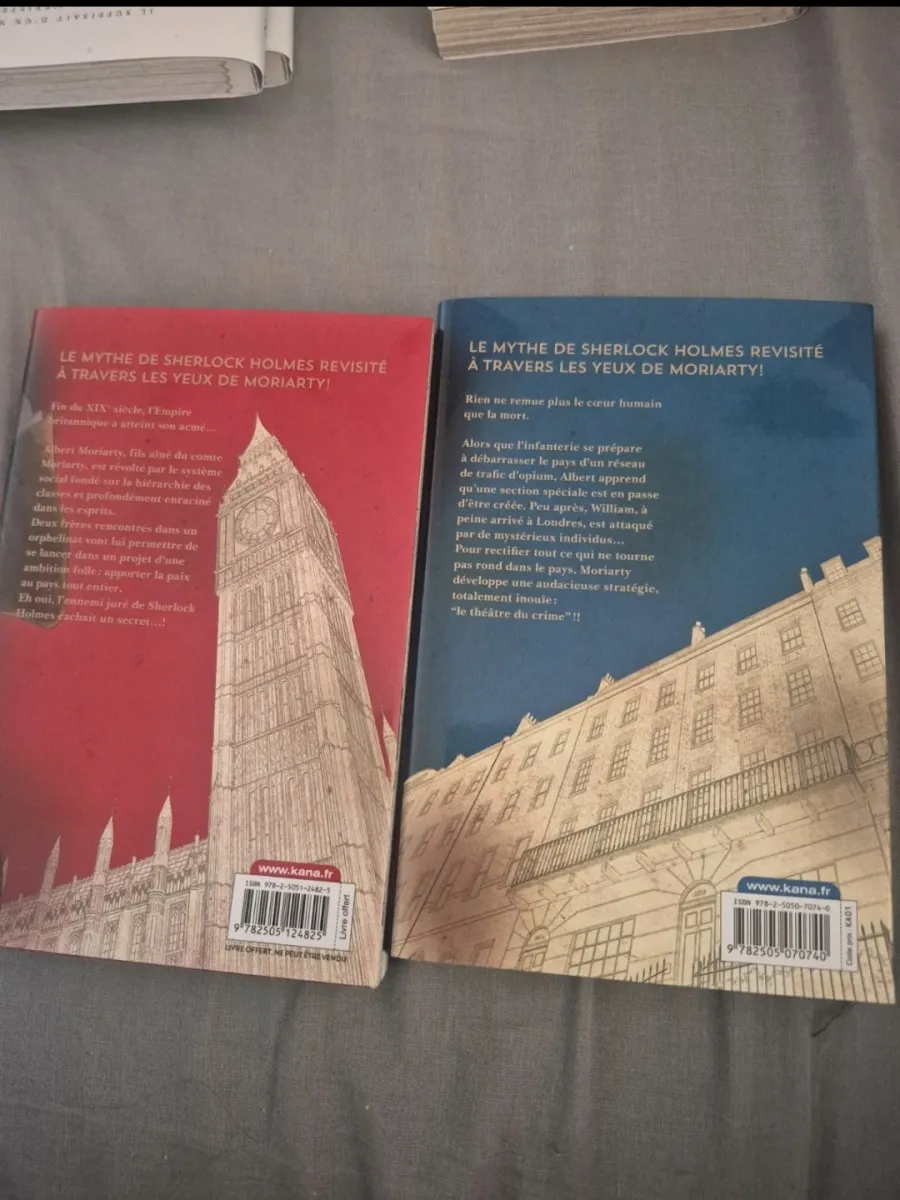 IL SUFFISAIT D'UN
LE MYTHE DE SHERLOCK HOLMES REVISITÉ
À TRAVERS LES YEUX DE MORIARTY!
Fin du XIXe siècle, l'Empire
britannique a atteint son acmé...
Albert Moriarty, fils aîné du comte
Moriarty, est révolté par le système
social fondé sur la hiérarchie des
classes et profondément enraciné
dans les esprits.
Deux frères rencontrés dans un
orphelinat vont lui permettre de
se lancer dans un projet d'une
ambition folle : apporter la paix
au pays tout entier.
Eh oui, l'ennemi juré de Sherlock
Holmes cachait un secret...!
www.kana.fr
ISBN 978-2-5051-2482-5
9 782505 124825
Livre offert
LIVRE OFFERT. NE PEUT ÊTRE VENDU
LE MYTHE DE SHERLOCK HOLMES REVISITÉ
À TRAVERS LES YEUX DE MORIARTY!
Rien ne remue plus le cœur humain
que la mort.
Alors que l'infanterie se prépare
à débarrasser le pays d'un réseau
de trafic d'opium, Albert apprend
qu'une section spéciale est en passe
d'être créée. Peu après, William, à
peine arrivé à Londres, est attaqué
par de mystérieux individus...
Pour rectifier tout ce qui ne tourne
pas rond dans le pays, Moriarty
développe une audacieuse stratégie,
totalement inouïe :
"le théâtre du crime"!!
www.kana.fr
ISBN 978-2-5050-7074-0
9 782505 070740
Code prix : KA01